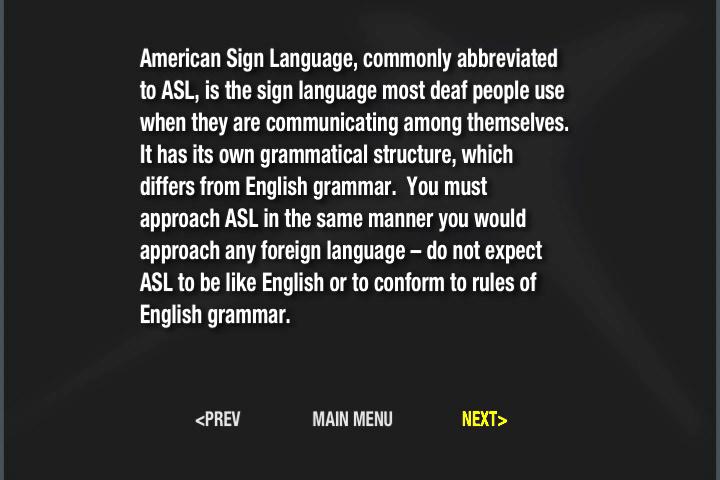 American Sign Language, commonly abbreviated
to ASL, is the sign language most deaf people use
when they are communicating among themselves.
It has its own grammatical structure, which
differs from English grammar.  You must
approach ASL in the same manner you would
approach any foreign language – do not expect
ASL to be like English or to conform to rules of
English grammar.
<PREV MAIN MENU NEXT>